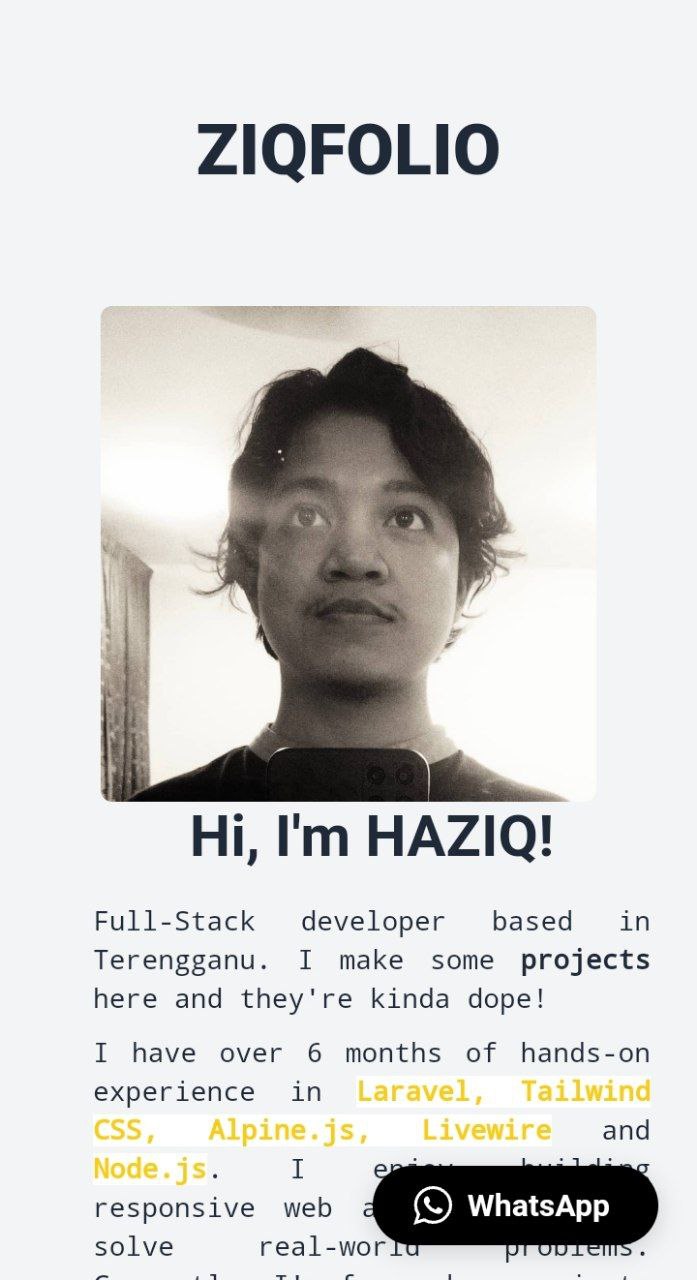 ZIQFOLIO
Hi, I'm HAZIQ!
Full-Stack developer based in
Terengganu. I make some projects
here and they're kinda dope!
I have over 6 months of hands-on
experience in Laravel, Tailwind
CSS, Alpine.js, Livewire and
Node.js. I enjoy building
responsive web
solve real-world problems.
WhatsApp